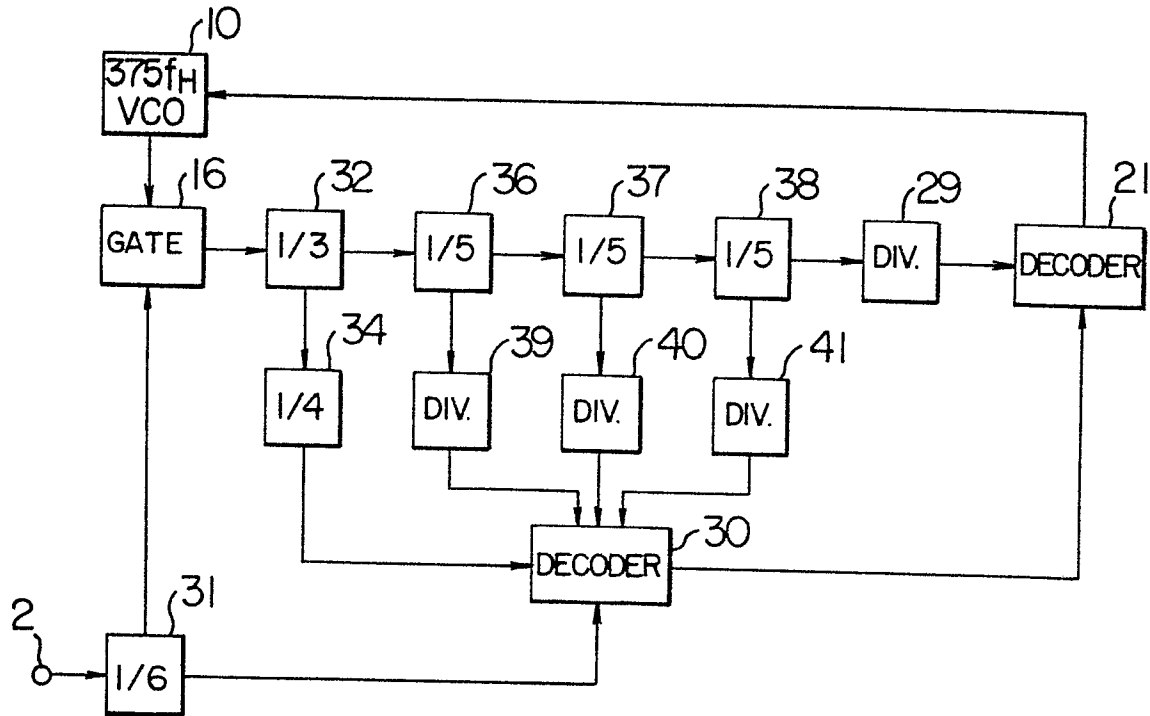 10
375fH
VCO
16
32
36
37
38
29
21
GATE
1/3
1/5
1/5
1/5
DIV.
DECODER
34
39
40
41
1/4
DIV.
DIV.
DIV.
30
DECODER
2
31
1/6